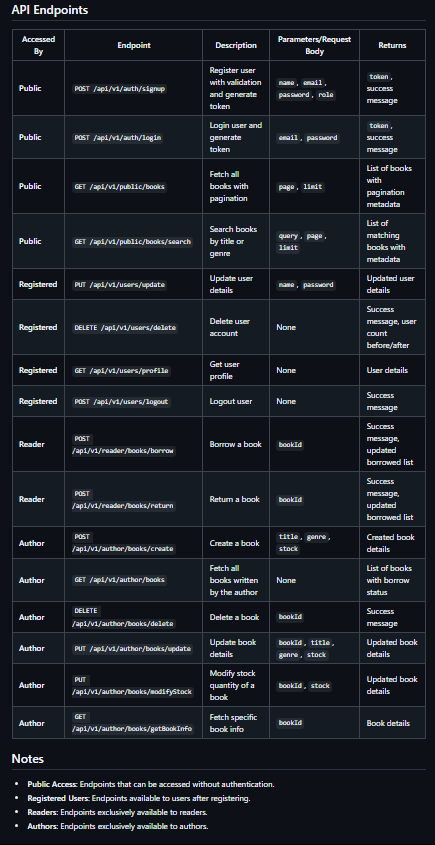 API Endpoints
Accessed By | Endpoint | Description | Parameters/Request Body | Returns
Public | POST /api/v1/auth/signup | Register user with validation and generate token | name, email, password, role | token, success message
Public | POST /api/v1/auth/login | Login user and generate token | email, password | token, success message
Public | GET /api/v1/public/books | Fetch all books with pagination | page, limit | List of books with pagination metadata
Public | GET /api/v1/public/books/search | Search books by title or genre | query, page, limit | List of matching books with metadata
Registered | PUT /api/v1/users/update | Update user details | name, password | Updated user details
Registered | DELETE /api/v1/users/delete | Delete user account | None | Success message, user count before/after
Registered | GET /api/v1/users/profile | Get user profile | None | User details
Registered | POST /api/v1/users/logout | Logout user | None | Success message
Reader | POST /api/v1/reader/books/borrow | Borrow a book | bookId | Success message, updated borrowed list
Reader | POST /api/v1/reader/books/return | Return a book | bookId | Success message, updated borrowed list
Author | POST /api/v1/author/books/create | Create a book | title, genre, stock | Created book details
Author | GET /api/v1/author/books | Fetch all books written by the author | None | List of books with borrow status
Author | DELETE /api/v1/author/books/delete | Delete a book | bookId | Success message
Author | PUT /api/v1/author/books/update | Update book details | bookId, title, genre, stock | Updated book details
Author | PUT /api/v1/author/books/modifyStock | Modify stock quantity of a book | bookId, stock | Updated book details
Author | GET /api/v1/author/books/getBookInfo | Fetch specific book info | bookId | Book details
Notes
• Public Access: Endpoints that can be accessed without authentication.
• Registered Users: Endpoints available to users after registering.
• Readers: Endpoints exclusively available to readers.
• Authors: Endpoints exclusively available to authors.